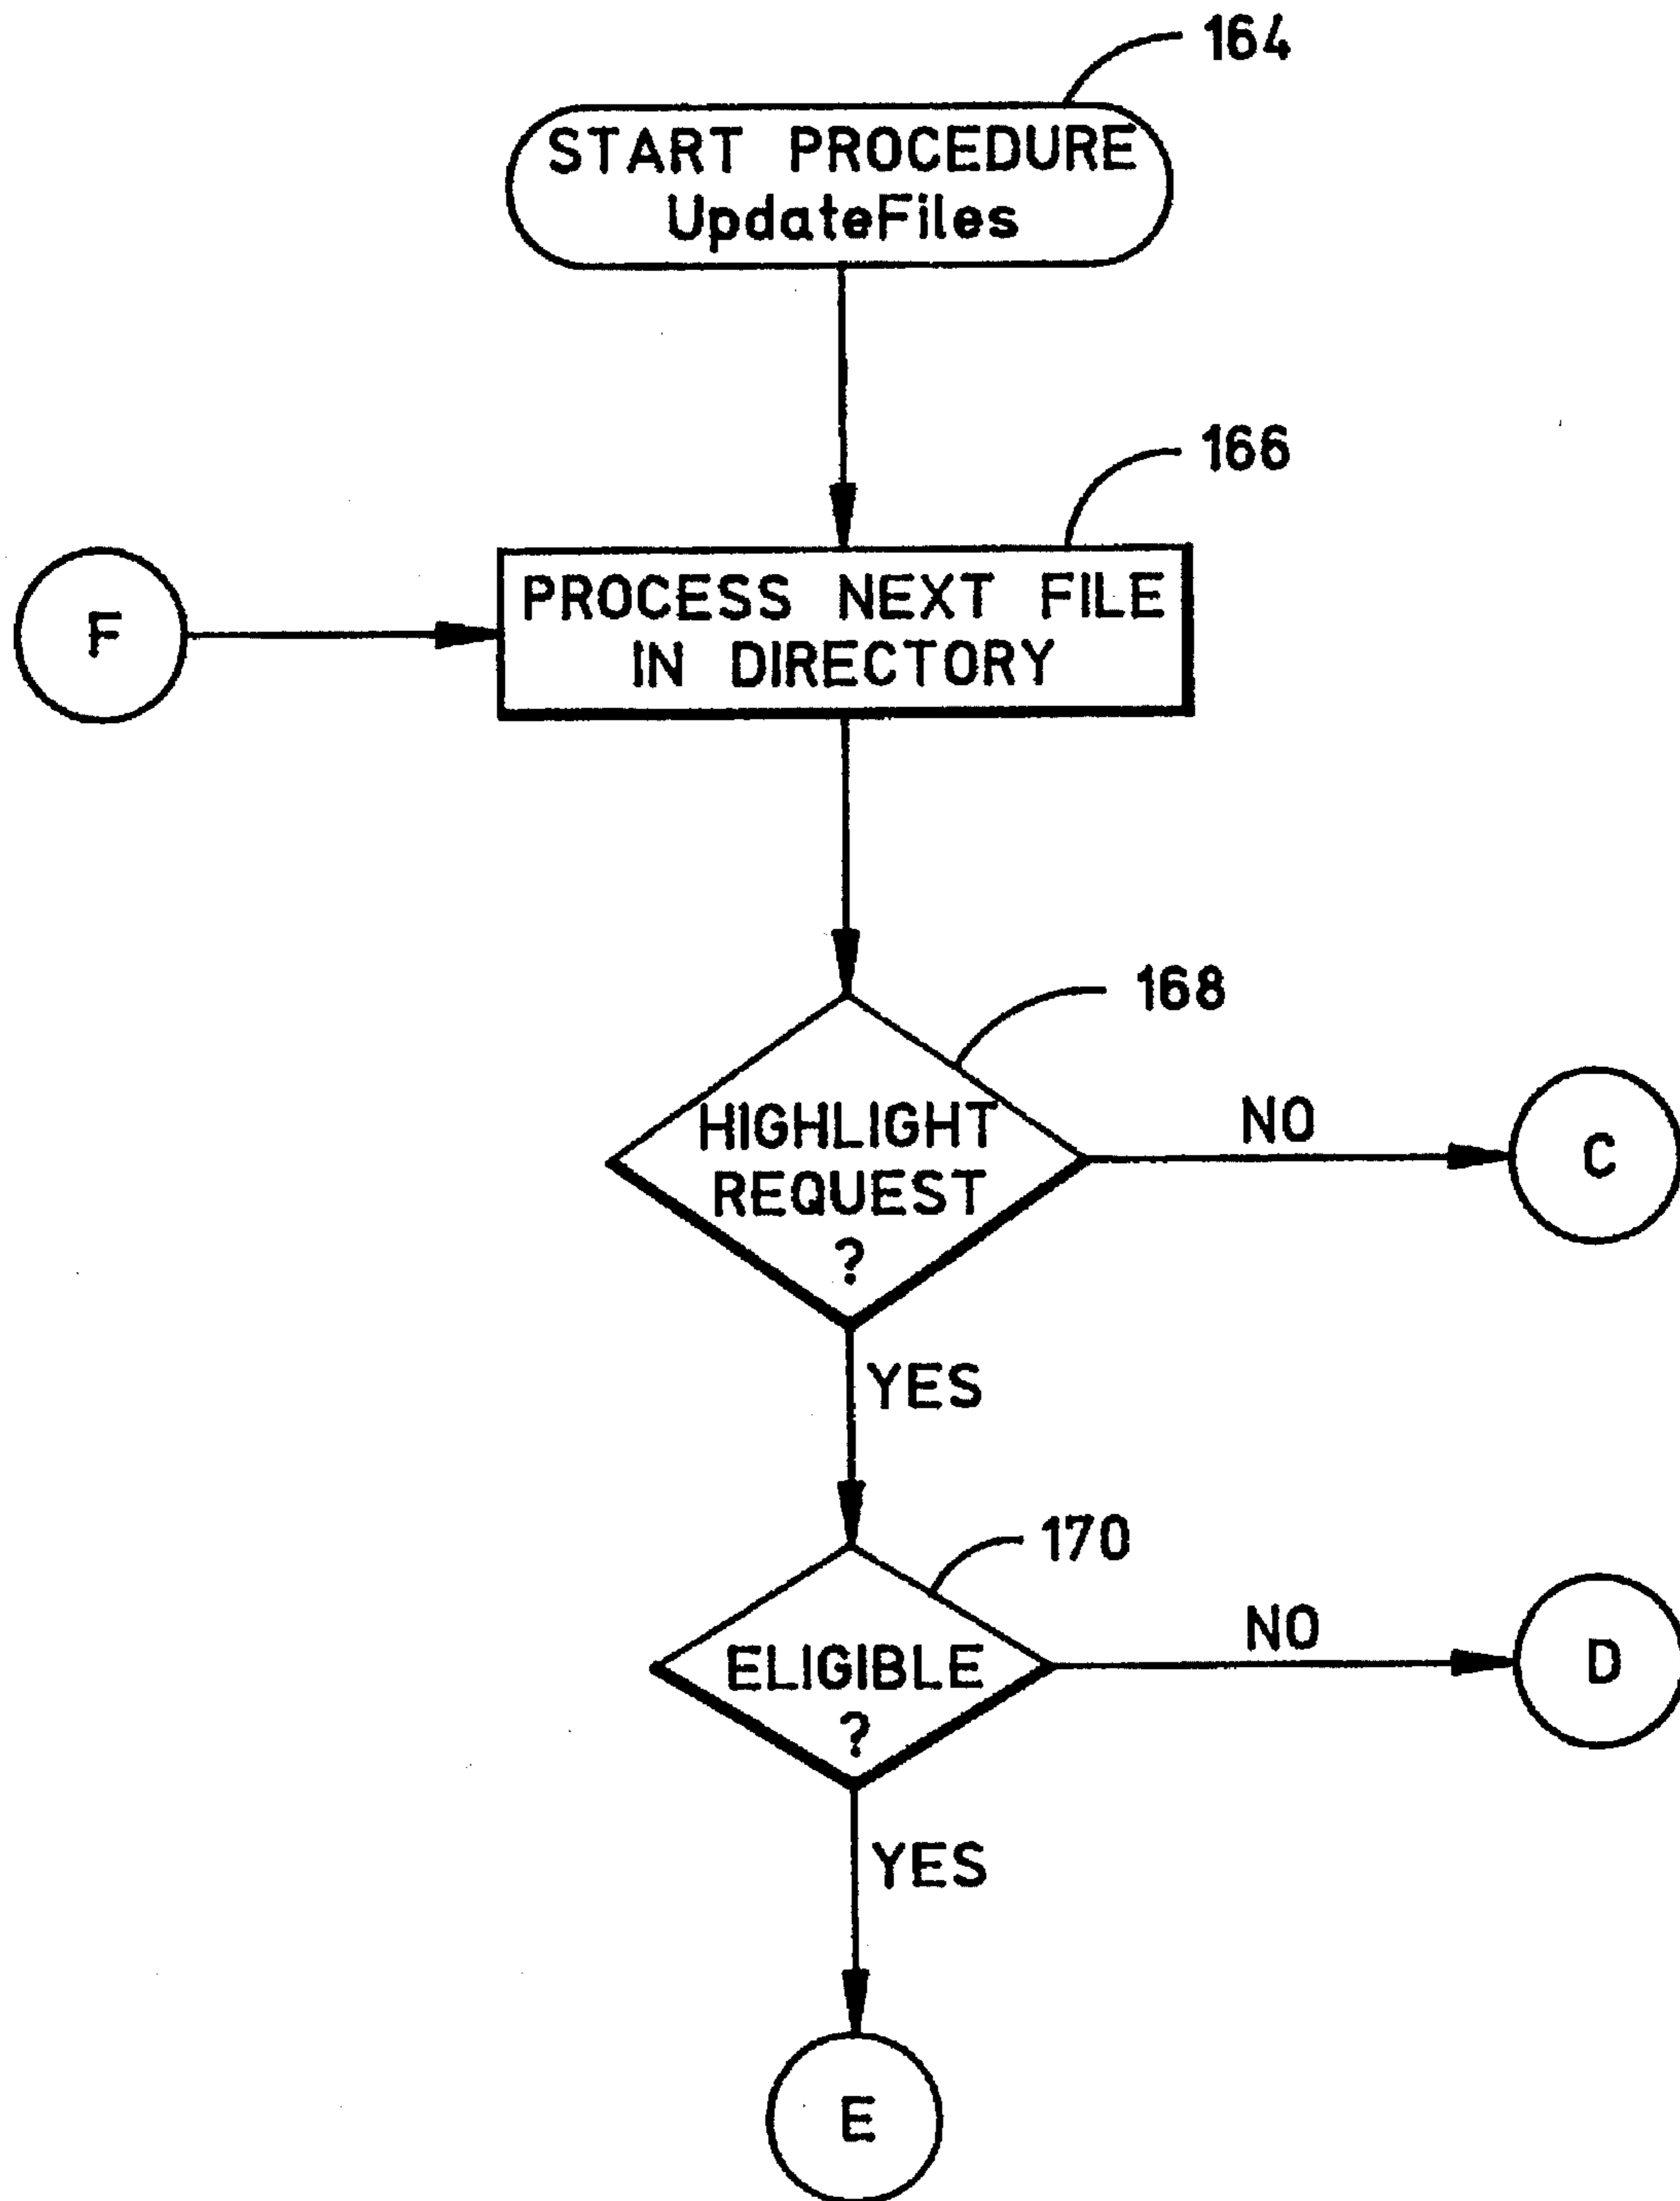 164
START PROCEDURE
UpdateFiles
166
F
PROCESS NEXT FILE
IN DIRECTORY
168
HIGHLIGHT
REQUEST
?
NO
C
YES
170
ELIGIBLE
?
NO
D
YES
E